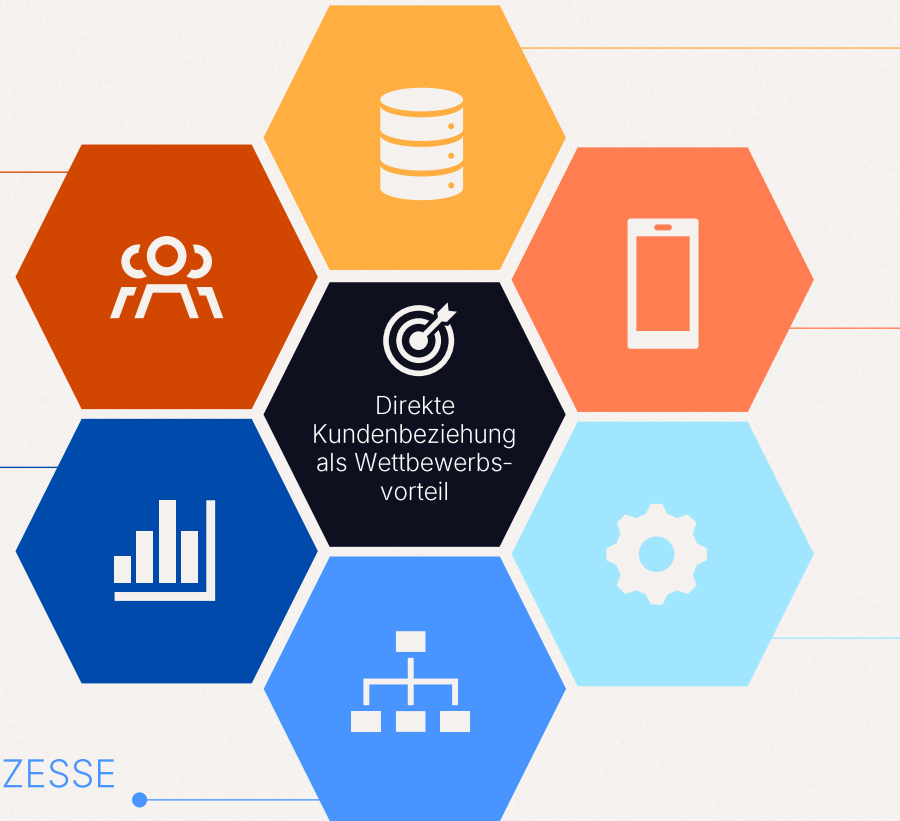 Direkte
Kundenbeziehung
als Wettbewerbs-
vorteil
ZESSE